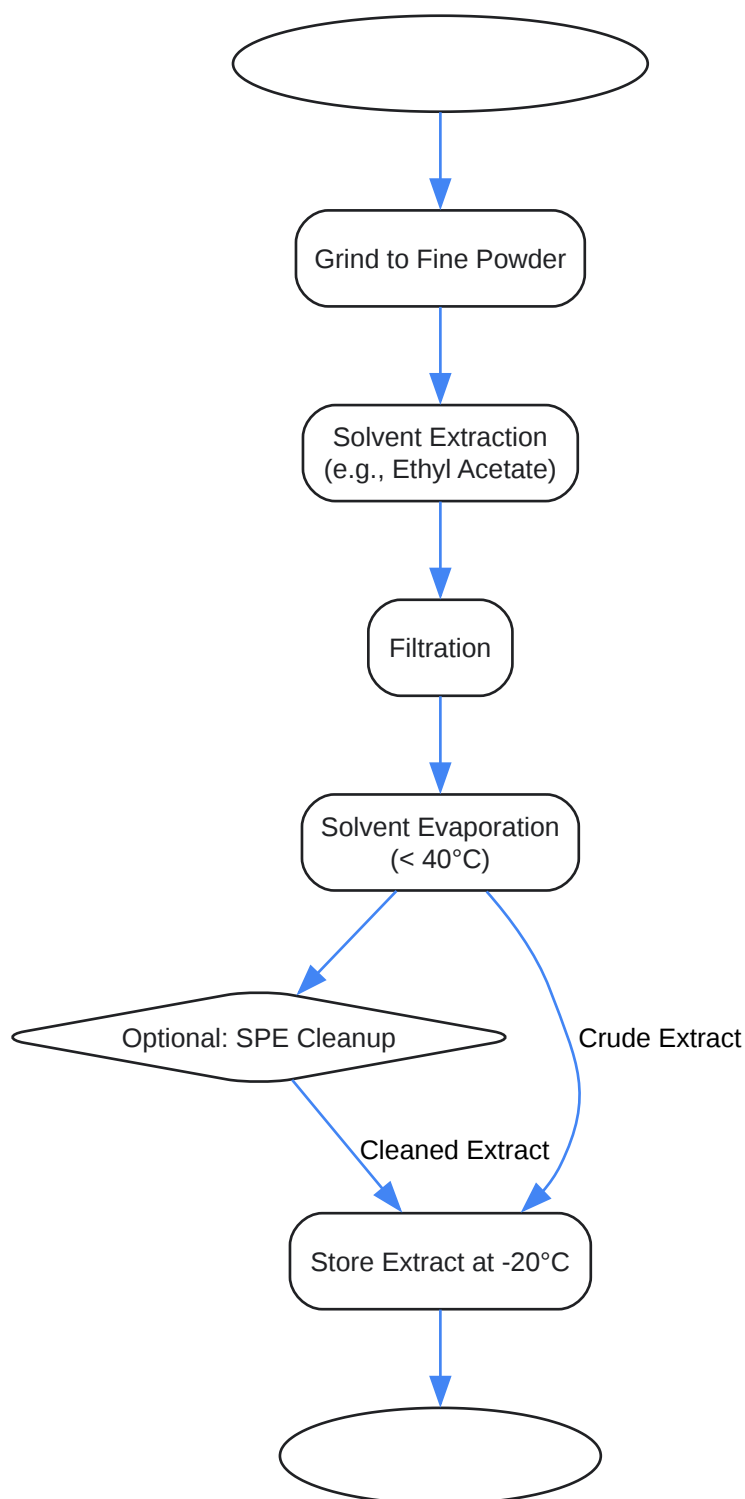 Grind to Fine Powder
Solvent Extraction
(e.g., Ethyl Acetate)
Filtration
Solvent Evaporation
(< 40°C)
Optional: SPE Cleanup
Crude Extract
Cleaned Extract
Store Extract at -20°C